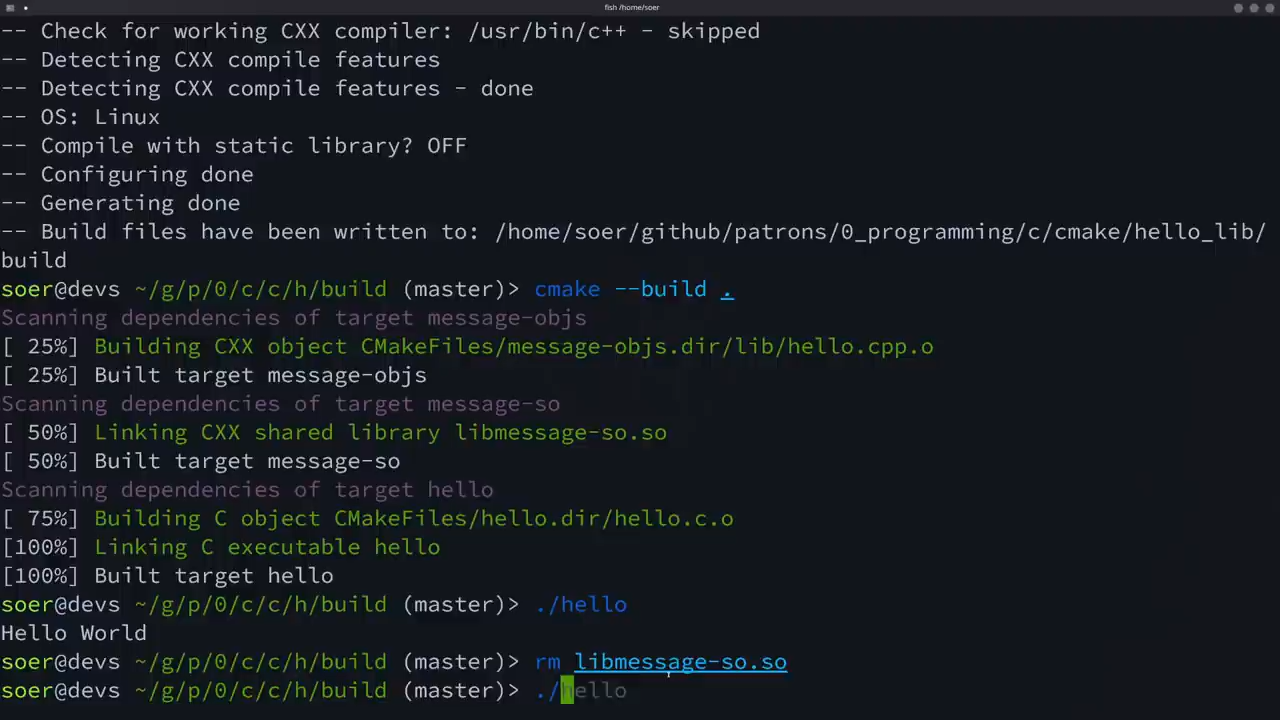 fish /home/soer
-- Check for working CXX compiler: /usr/bin/c++ - skipped
-- Detecting CXX compile features
-- Detecting CXX compile features - done
-- OS: Linux
-- Compile with static library? OFF
-- Configuring done
-- Generating done
-- Build files have been written to: /home/soer/github/patrons/0_programming/c/cmake/hello_lib/
build
soer@devs ~/g/p/0/c/c/h/build (master)> cmake --build .
Scanning dependencies of target message-objs
[ 25%] Building CXX object CMakeFiles/message-objs.dir/lib/hello.cpp.o
[ 25%] Built target message-objs
Scanning dependencies of target message-so
[ 50%] Linking CXX shared library libmessage-so.so
[ 50%] Built target message-so
Scanning dependencies of target hello
[ 75%] Building C object CMakeFiles/hello.dir/hello.c.o
[100%] Linking C executable hello
[100%] Built target hello
soer@devs ~/g/p/0/c/c/h/build (master)> ./hello
Hello World
soer@devs ~/g/p/0/c/c/h/build (master)> rm libmessage-so.so
soer@devs ~/g/p/0/c/c/h/build (master)> ./hello